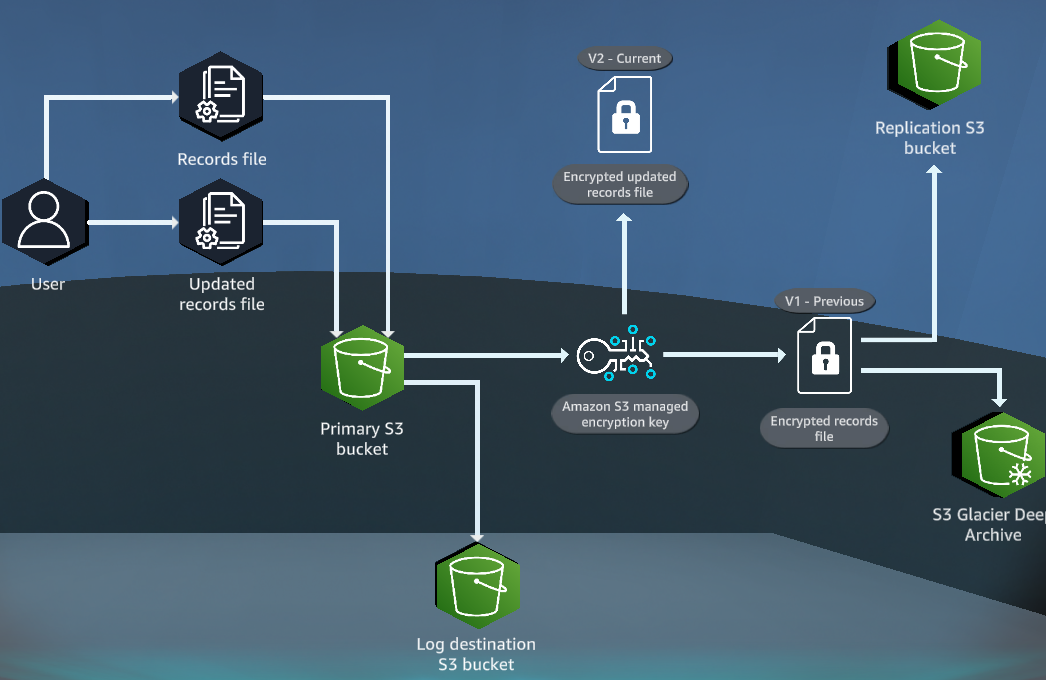 V2 - Current
Replication S3
bucket
Records file
Encrypted updated
records file
User
Updated
records file
V1 - Previous
Primary S3
bucket
Amazon S3 managed
encryption key
Encrypted records
file
S3 Glacier Deep
Archive
Log destination
S3 bucket